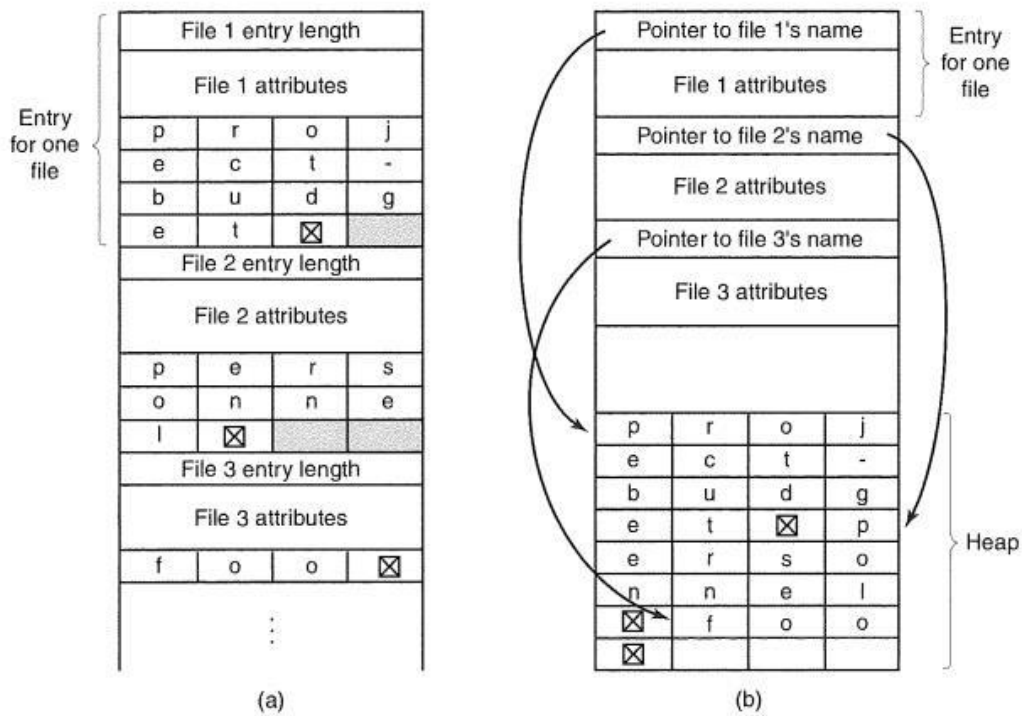 File 1 entry length
File 1 attributes
Entry
for one
file
p r o j
e c t -
b u d g
e t ☒
File 2 entry length
File 2 attributes
p e r s
o n n e
l ☒
File 3 entry length
File 3 attributes
f o o ☒
⋮
(a)
Pointer to file 1's name
Entry
for one
file
File 1 attributes
Pointer to file 2's name
File 2 attributes
Pointer to file 3's name
File 3 attributes
p r o j
e c t -
b u d g
e t ☒ p
e r s o
n n e l
☒ f o o
☒
Heap
(b)